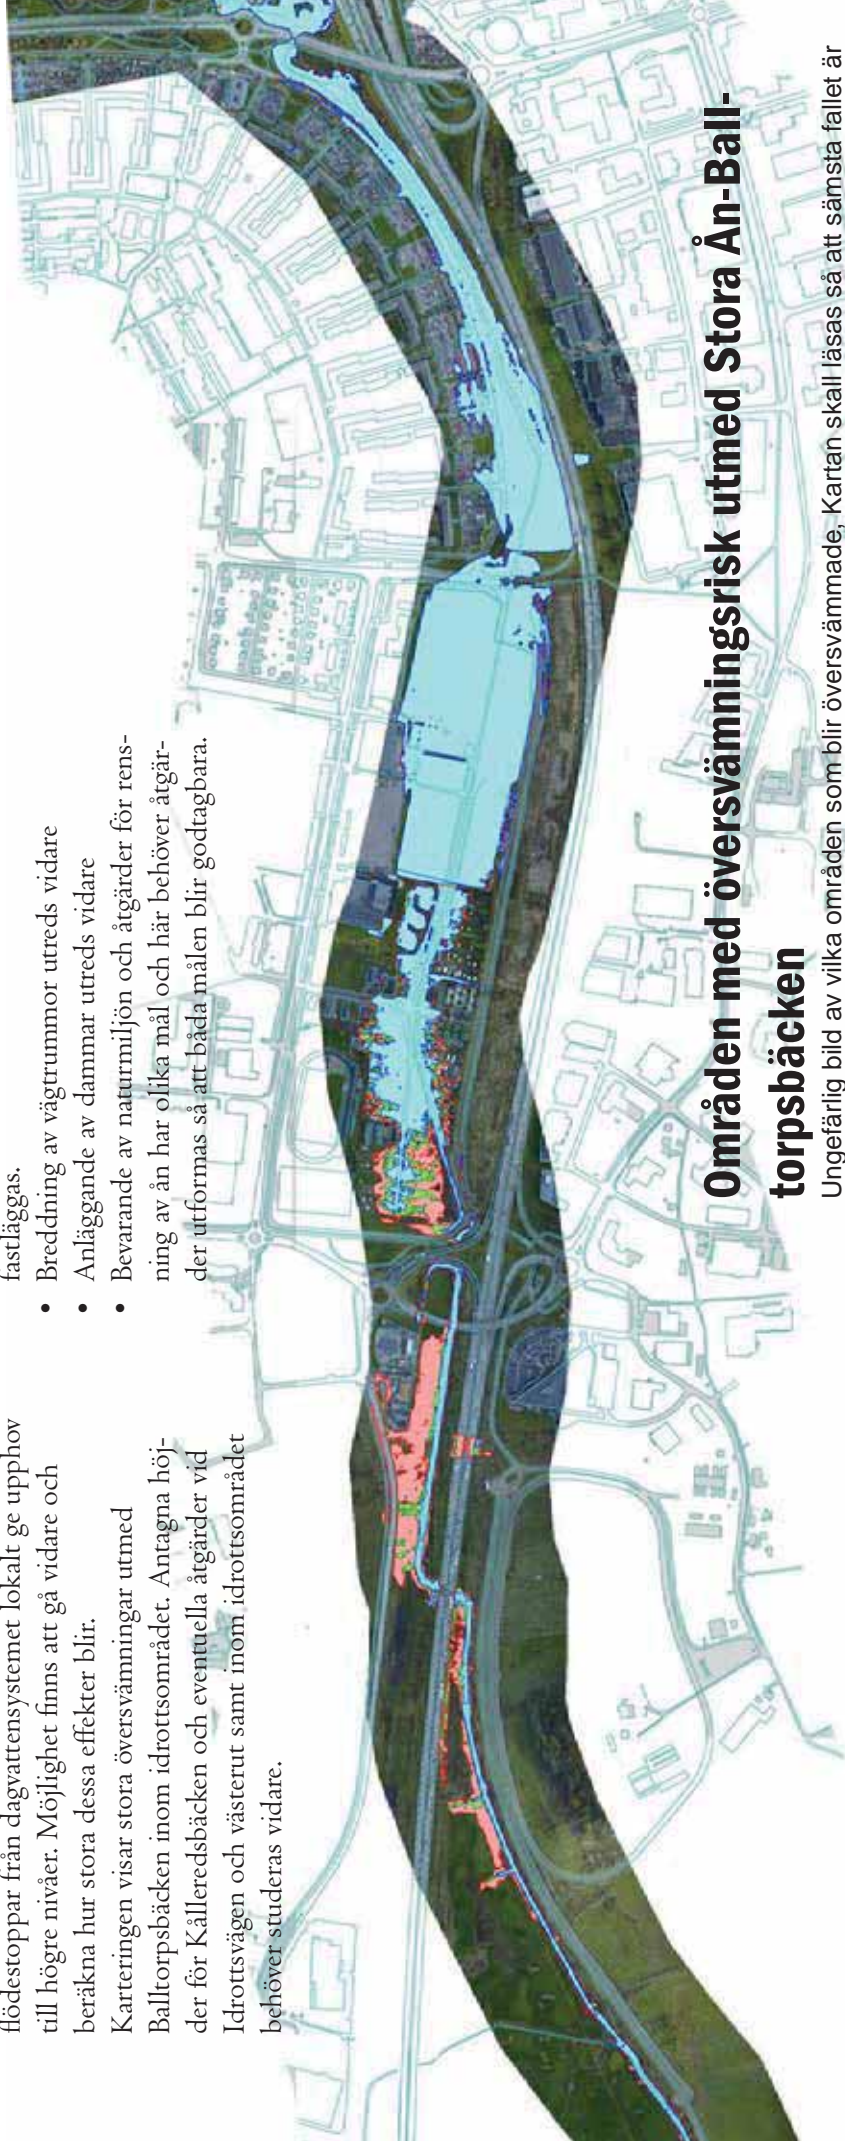 flödestoppar från dagvattensystemet lokalt ge upphov
till högre nivåer. Möjlighet finns att gå vidare och
beräkna hur stora dessa effekter blir.
Karteringen visar stora översvämningar utmed
Balltorpsbäcken inom idrottsområdet. Antagna höj-
der för Kålleredsbäcken och eventuella åtgärder vid
Idrottsvägen och västerut samt inom idrottsområdet
behöver studeras vidare.
fastläggas.
• Breddning av vägtrummor utreds vidare
• Anläggande av dammar utreds vidare
• Bevarande av naturmiljön och åtgärder för rens-
ning av ån har olika mål och här behöver åtgär-
der utformas så att båda målen blir godtagbara.
Områden med översvämningsrisk utmed Stora Ån-Ball-
torpsbäcken
Ungefärlig bild av vilka områden som blir översvämmade, Kartan skall läsas så att sämsta fallet är